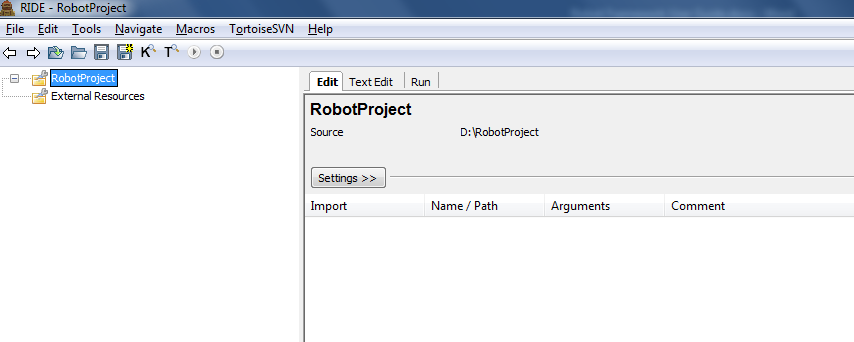 RIDE - RobotProject
File Edit Tools Navigate Macros TortoiseSVN Help
K T
RobotProject
External Resources
Edit Text Edit Run
RobotProject
Source D:\RobotProject
Settings >>
Import Name / Path Arguments Comment